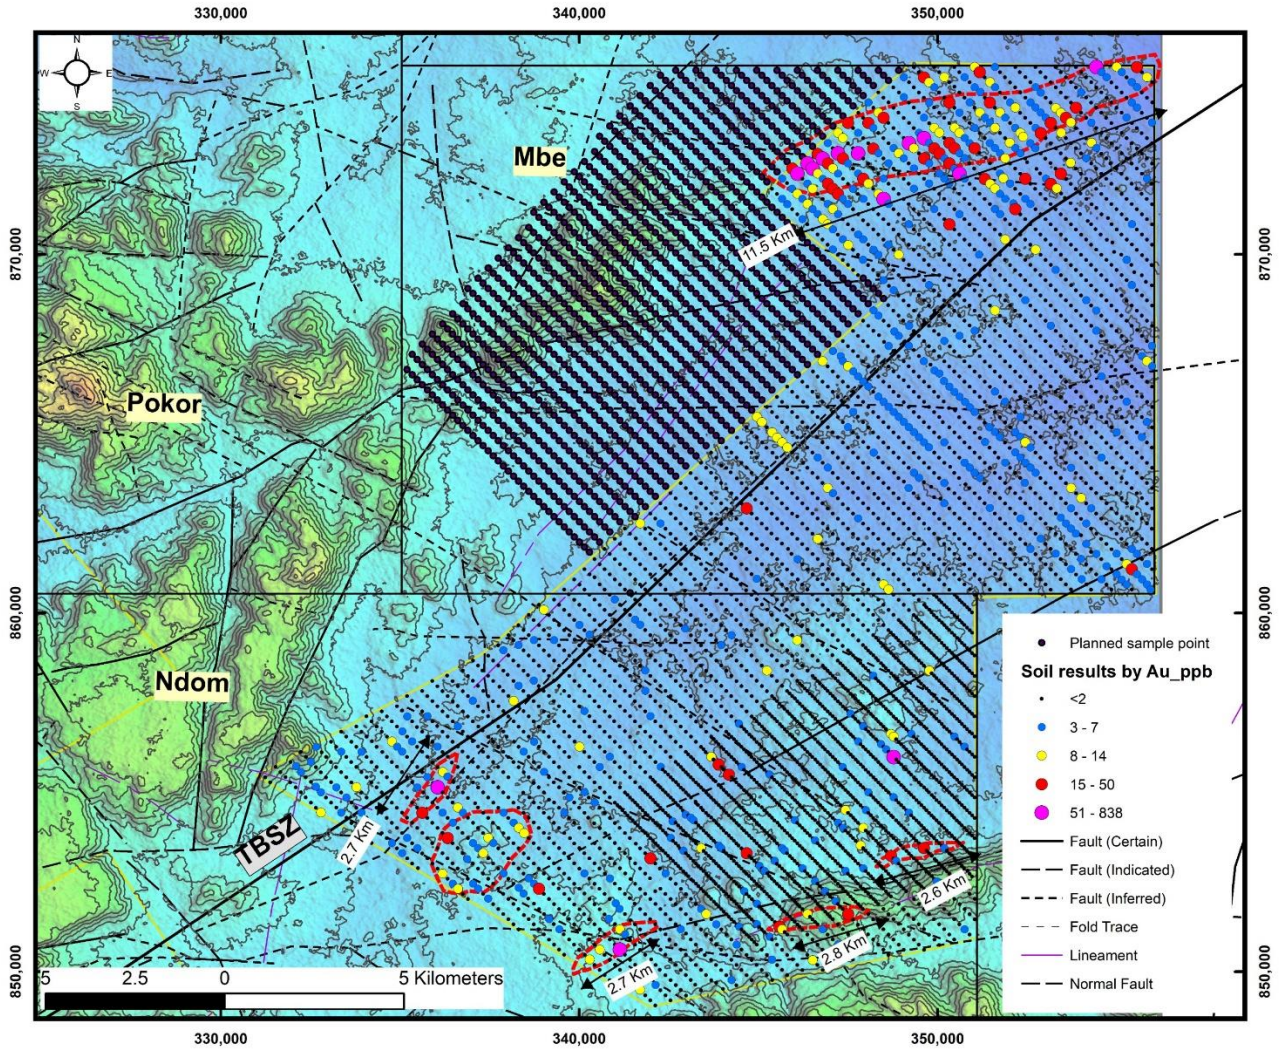 330,000
340,000
350,000
N
W
E
S
Mbe
870,000
870,000
11.5 Km
Pokor
860,000
860,000
Ndom
TBSZ
2.7 Km
2.6 Km
2.8 Km
2.7 Km
850,000
850,000
Planned sample point
Soil results by Au_ppb
<2
3 - 7
8 - 14
15 - 50
51 - 838
Fault (Certain)
Fault (Indicated)
Fault (Inferred)
Fold Trace
Lineament
Normal Fault
5 2.5 0 5 Kilometers
330,000
340,000
350,000